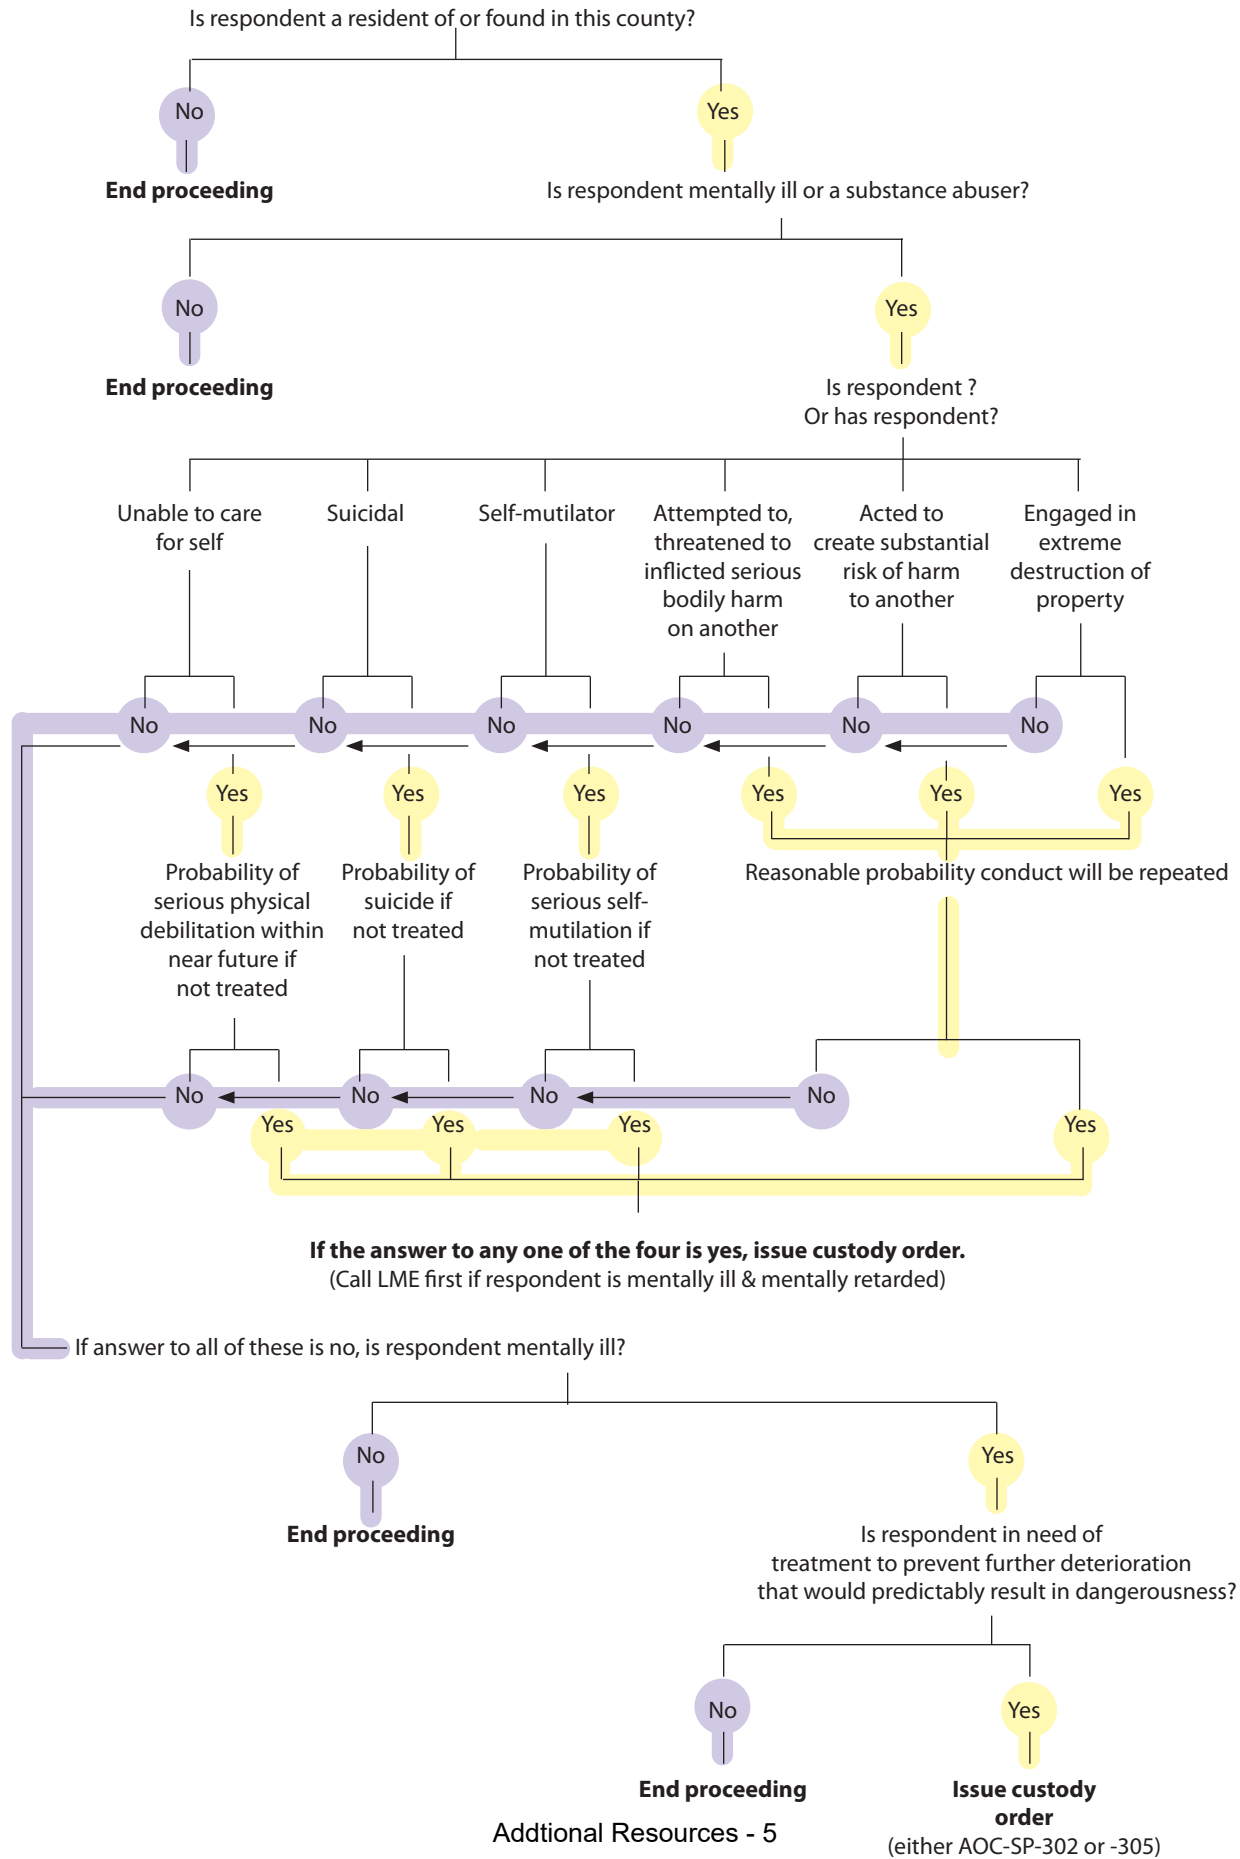 Is respondent a resident of or found in this county?
No
Yes
End proceeding
Is respondent mentally ill or a substance abuser?
No
Yes
End proceeding
Is respondent ?
Or has respondent?
Unable to care
for self
Suicidal
Self-mutilator
Attempted to,
threatened to
inflicted serious
bodily harm
on another
Acted to
create substantial
risk of harm
to another
Engaged in
extreme
destruction of
property
No
No
No
No
No
No
Yes
Yes
Yes
Yes
Yes
Yes
Probability of
serious physical
debilitation within
near future if
not treated
Probability of
suicide if
not treated
Probability of
serious self-
mutilation if
not treated
Reasonable probability conduct will be repeated
No
No
No
No
Yes
Yes
Yes
Yes
If the answer to any one of the four is yes, issue custody order.
(Call LME first if respondent is mentally ill & mentally retarded)
If answer to all of these is no, is respondent mentally ill?
No
Yes
End proceeding
Is respondent in need of
treatment to prevent further deterioration
that would predictably result in dangerousness?
No
Yes
End proceeding
Issue custody
order
(either AOC-SP-302 or -305)
Addtional Resources - 5